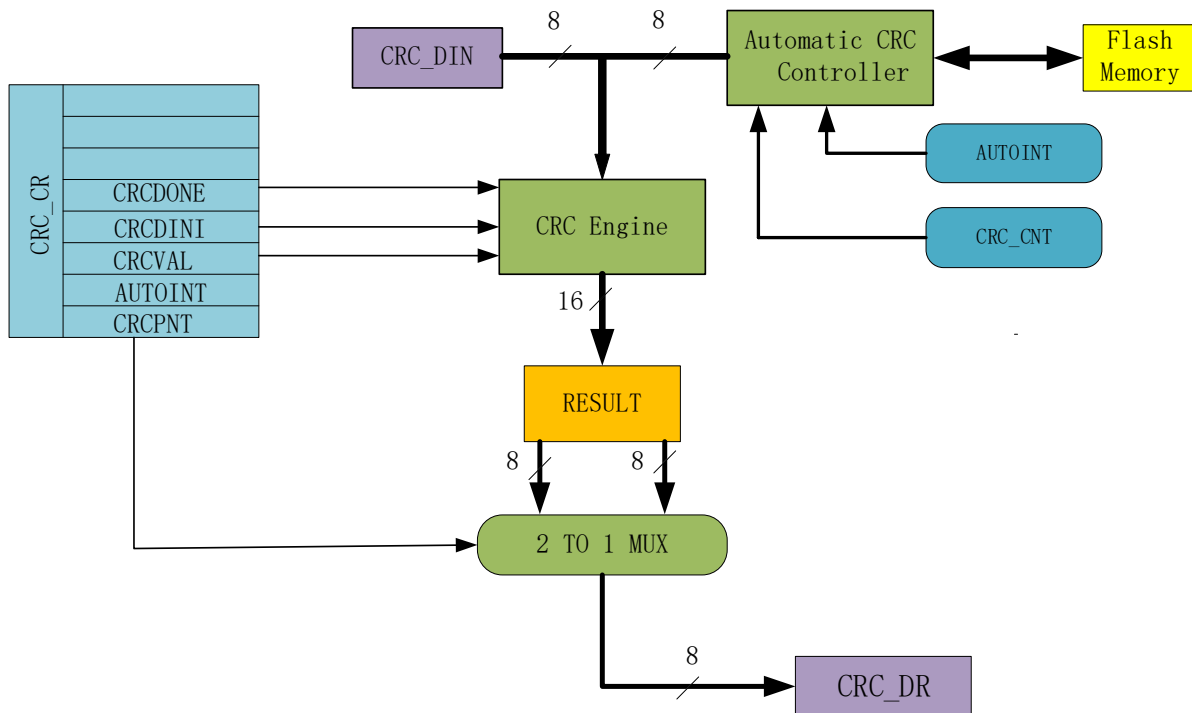 8
8
CRC_DIN
Automatic CRC
Controller
Flash
Memory
AUTOINT
CRC_CNT
CRC_CR
CRCDONE
CRCDINI
CRCVAL
AUTOINT
CRCPNT
CRC Engine
16
RESULT
8
8
2 TO 1 MUX
8
CRC_DR
-